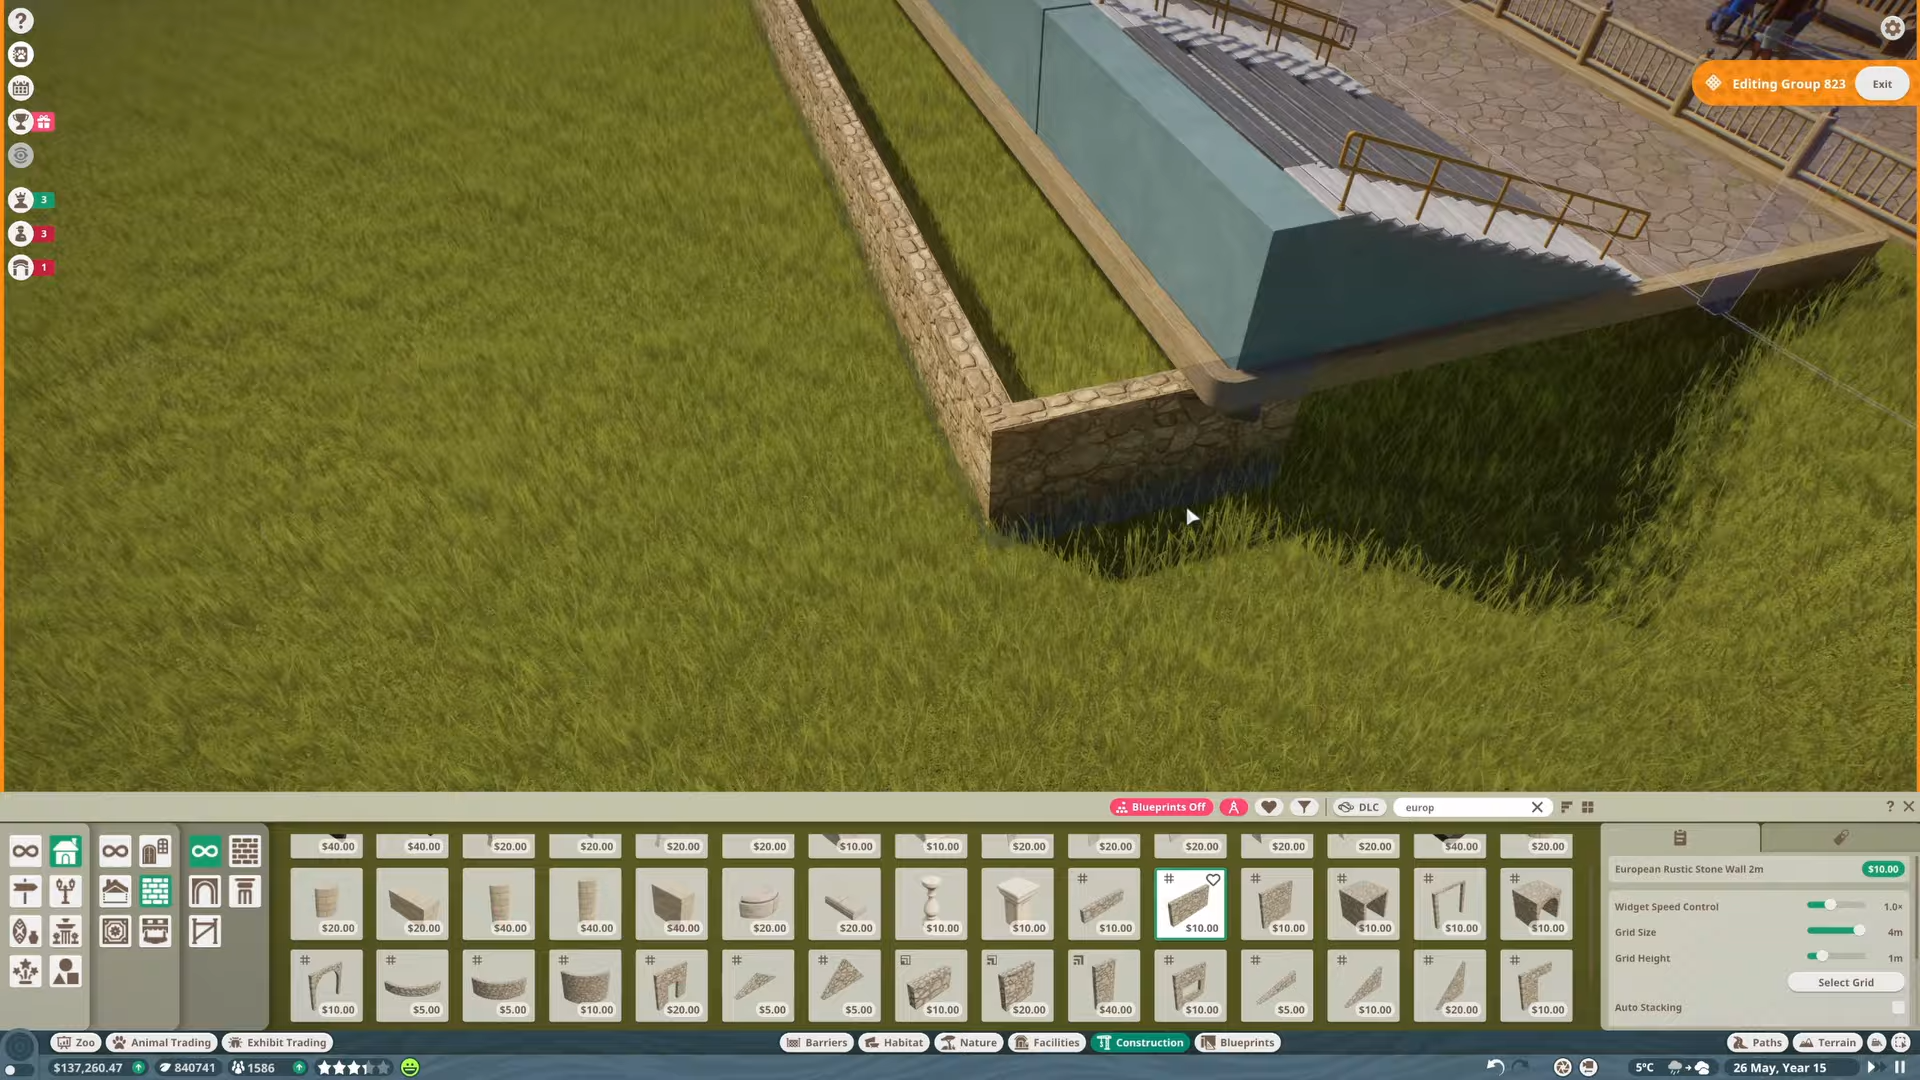 ?
Editing Group 823 Exit
3
3
1
Blueprints Off DLC europ ?
$40.00 $40.00 $20.00 $20.00 $20.00 $20.00 $10.00 $10.00 $20.00 $20.00 $20.00 $20.00 $20.00 $40.00 $20.00
$20.00 $20.00 $40.00 $40.00 $40.00 $20.00 $20.00 $10.00 $10.00 $10.00 $10.00 $10.00 $10.00 $10.00 $10.00
$10.00 $5.00 $5.00 $10.00 $20.00 $5.00 $5.00 $10.00 $20.00 $40.00 $10.00 $5.00 $10.00 $20.00 $10.00
European Rustic Stone Wall 2m $10.00
Widget Speed Control 1.0×
Grid Size 4m
Grid Height 1m
Select Grid
Auto Stacking
Zoo Animal Trading Exhibit Trading Barriers Habitat Nature Facilities Construction Blueprints Paths Terrain
$137,260.47 840741 1586 5°C 26 May, Year 15